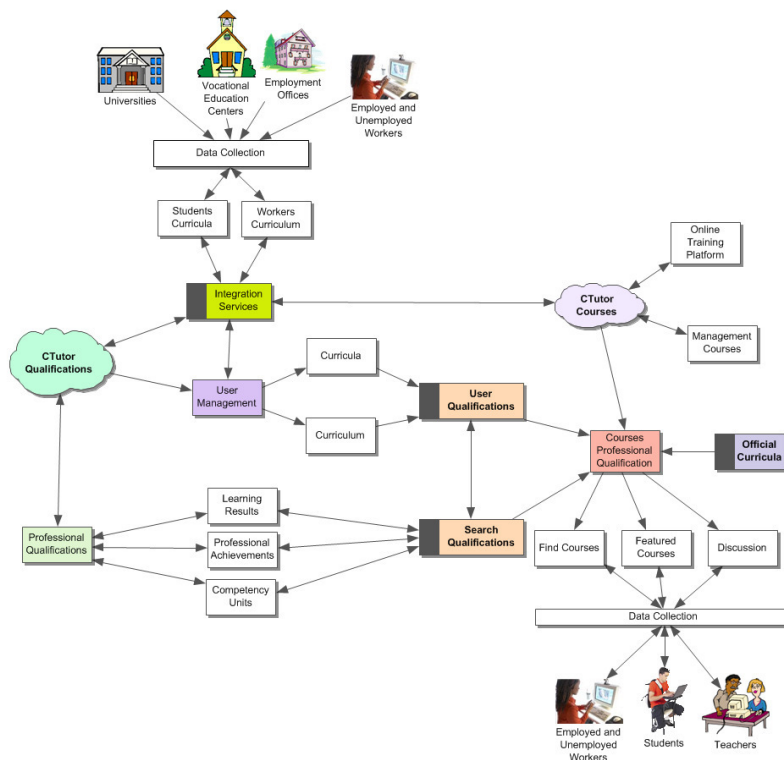 Universities
Vocational
Education
Centers
Employment
Offices
Employed and
Unemployed
Workers
Data Collection
Students
Curricula
Workers
Curriculum
Online
Training
Platform
Integration
Services
CTutor
Courses
Management
Courses
CTutor
Qualifications
Curricula
User
Management
User
Qualifications
Curriculum
Courses
Professional
Qualification
Official
Curricula
Learning
Results
Professional
Qualifications
Professional
Achievements
Search
Qualifications
Find Courses
Featured
Courses
Discussion
Competency
Units
Data Collection
Employed and
Unemployed
Workers
Students
Teachers